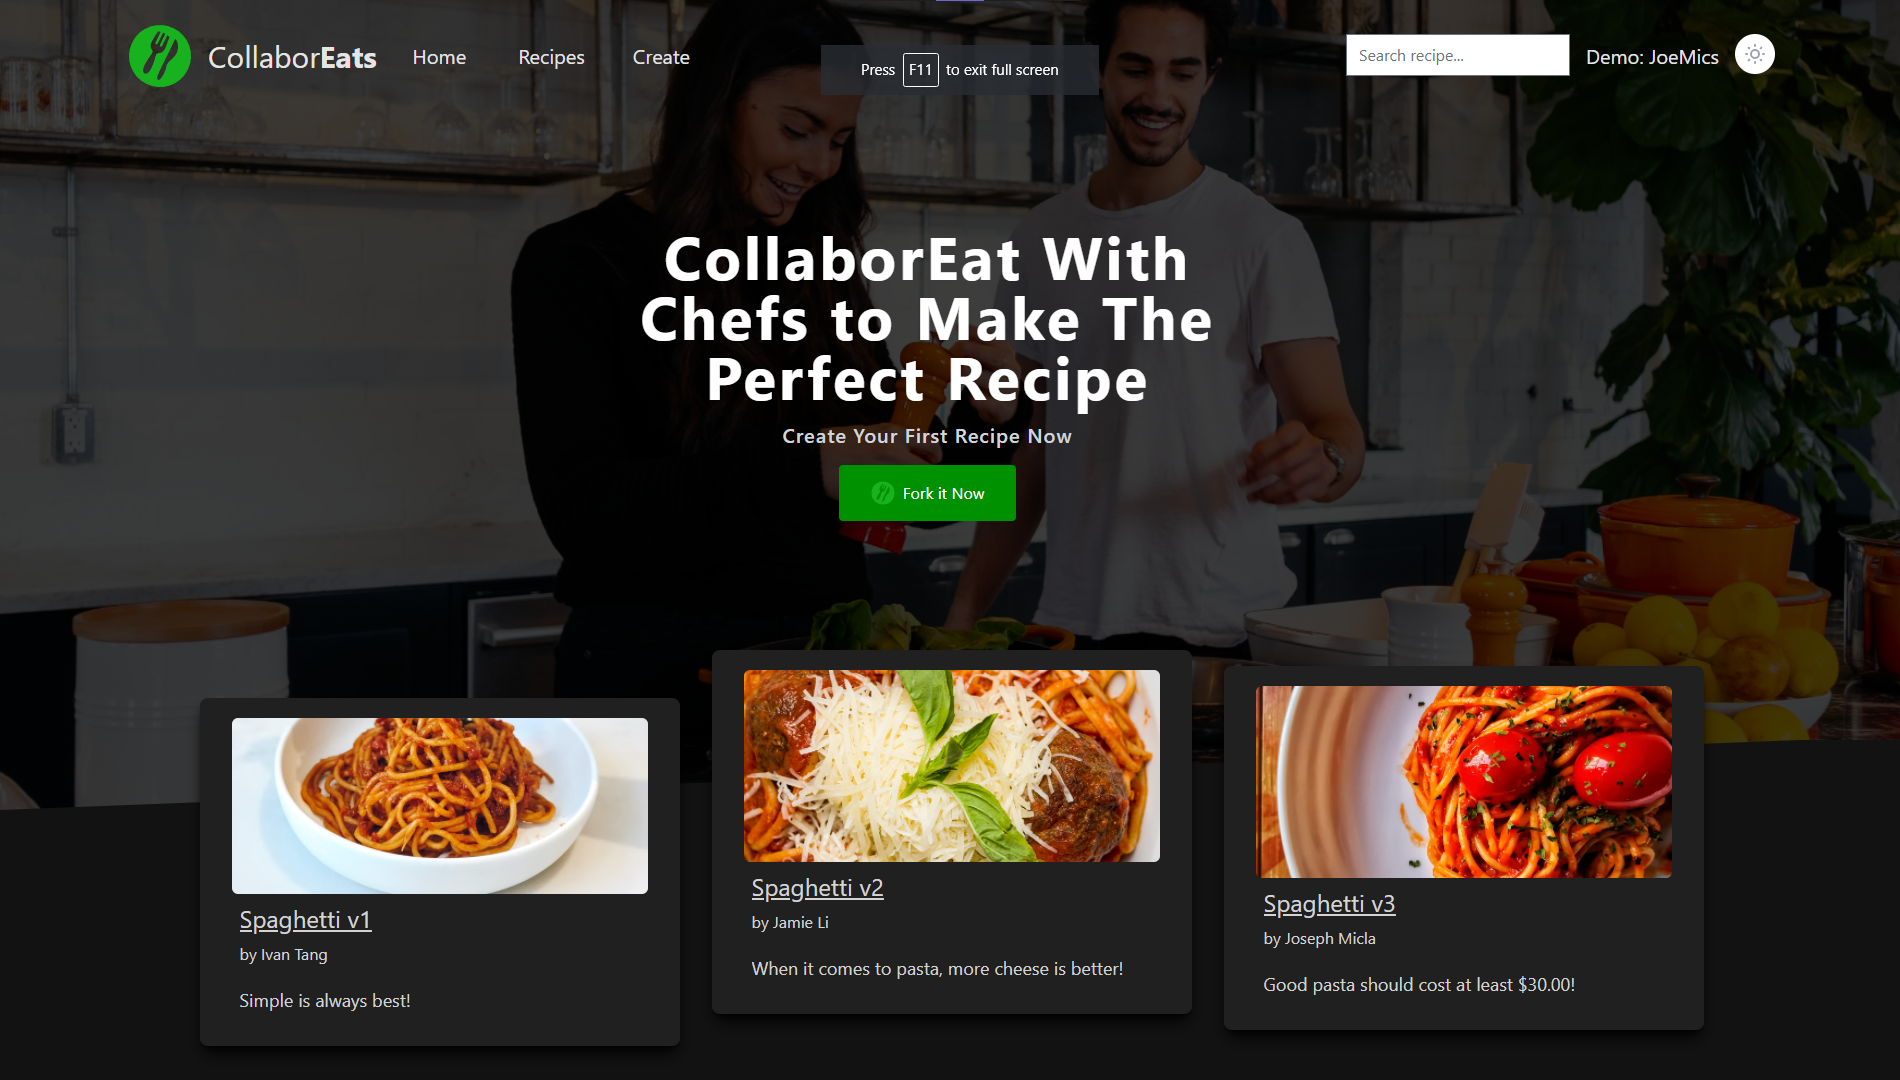 CollaborEats
Home
Recipes
Create
Press F11 to exit full screen
Search recipe...
Demo: JoeMics
CollaborEat With
Chefs to Make The
Perfect Recipe
Create Your First Recipe Now
Fork it Now
Spaghetti v1
by Ivan Tang
Simple is always best!
Spaghetti v2
by Jamie Li
When it comes to pasta, more cheese is better!
Spaghetti v3
by Joseph Micla
Good pasta should cost at least $30.00!